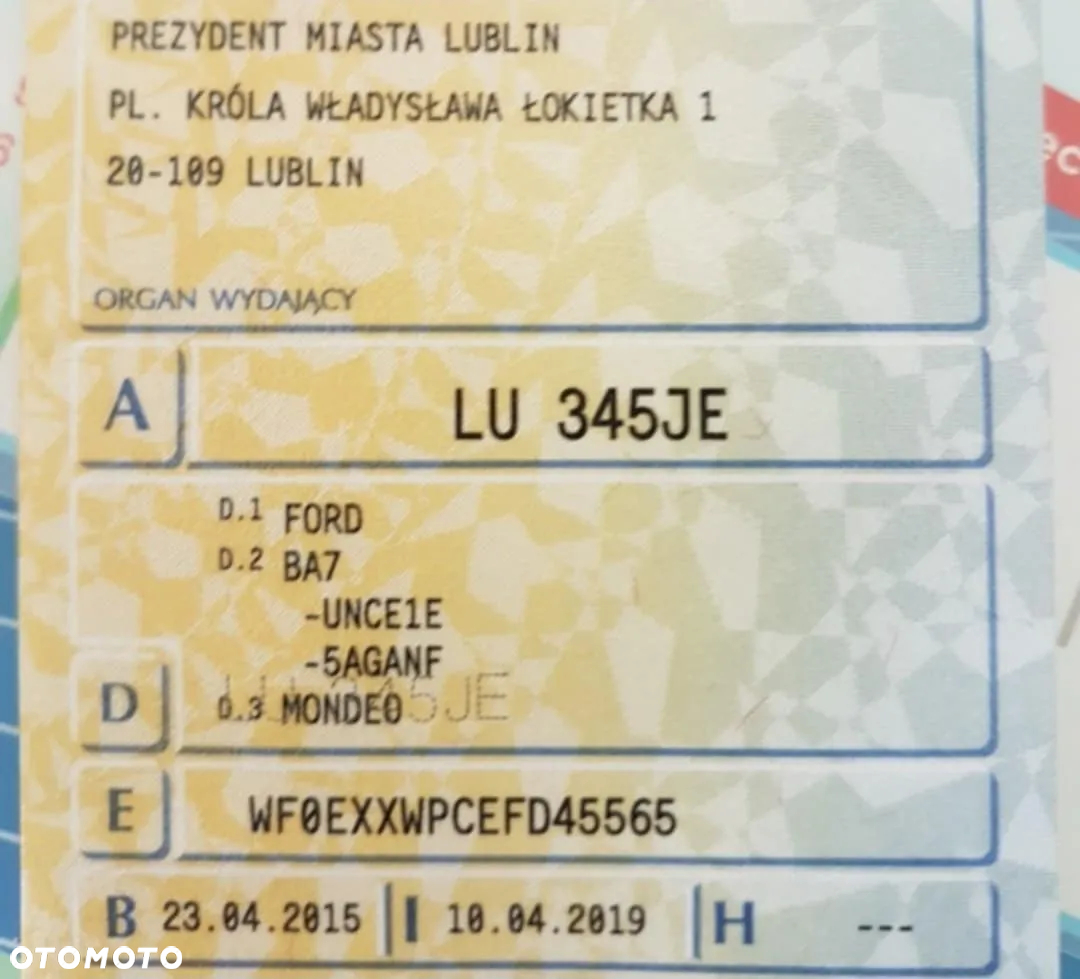 PREZYDENT MIASTA LUBLIN
PL. KRÓLA WŁADYSŁAWA ŁOKIETKA 1
20-109 LUBLIN
ORGAN WYDAJĄCY
A LU 345JE
D.1 FORD
D.2 BA7
-UNCE1E
-5AGANF
D D.3 MONDEO
E WF0EXXWPCEFD45565
B 23.04.2015 I 10.04.2019 H ---
OTOMOTO